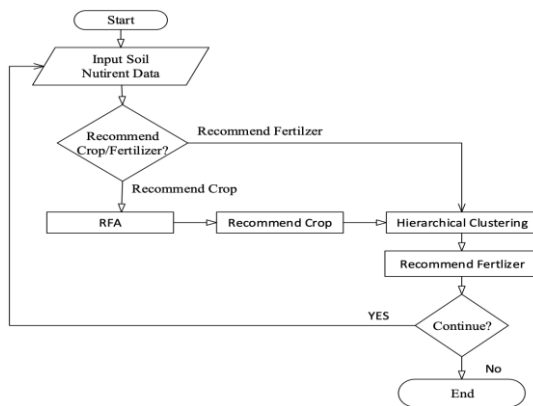 Start
Input Soil
Nutirent Data
Recommend
Crop/Fertilizer?
Recommend Fertilzer
Recommend Crop
RFA
Recommend Crop
Hierarchical Clustering
Recommend Fertlizer
YES
Continue?
No
End